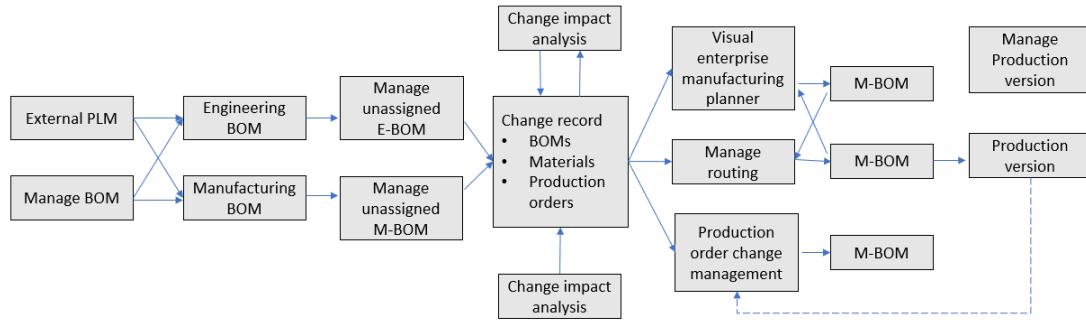 External PLM
Manage BOM
Engineering
BOM
Manufacturing
BOM
Manage
unassigned
E-BOM
Manage
unassigned
M-BOM
Change impact
analysis
Change record
• BOMs
• Materials
• Production
orders
Change impact
analysis
Visual
enterprise
manufacturing
planner
Manage
routing
Production
order change
management
M-BOM
M-BOM
M-BOM
Manage
Production
version
Production
version